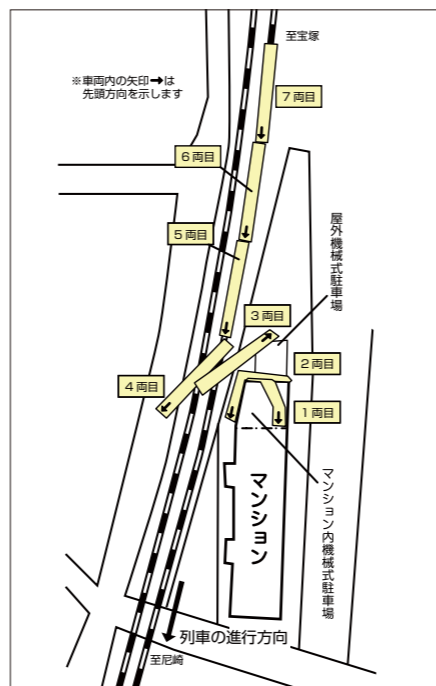 至宝塚
※車両内の矢印➡は
先頭方向を示します
7両目
6両目
5両目
屋外機械式駐車場
3両目
2両目
4両目
1両目
マンション
マンション内機械式駐車場
列車の進行方向
至尼崎